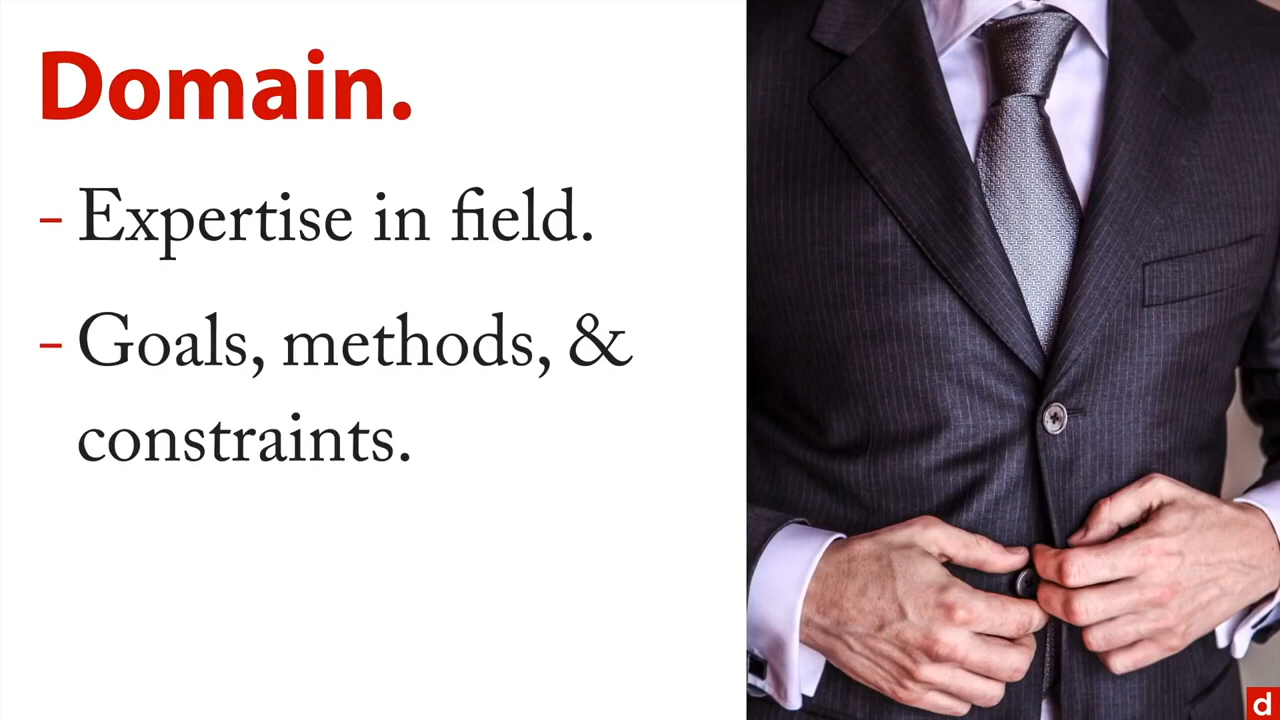 Domain.
- Expertise in field.
- Goals, methods, &
constraints.
d